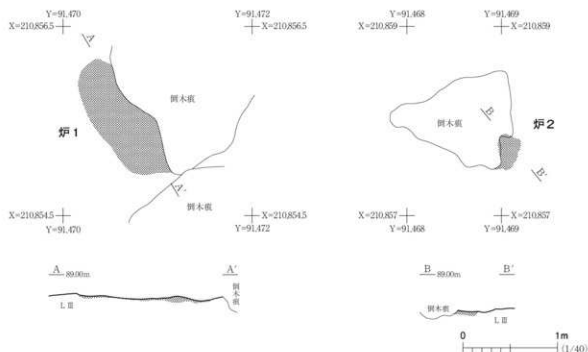 Y=91,470
Y=91,472
Y=91,468
Y=91,469
X=210,856.5
X=210,856.5
X=210,859
X=210,859
A
倒木痕
炉1
A'
倒木痕
倒木痕
B
炉2
B'
X=210,854.5
X=210,854.5
X=210,857
X=210,857
Y=91,470
Y=91,472
Y=91,468
Y=91,469
A
89.00m
A'
倒木痕
LⅢ
B
89.00m
B'
倒木痕
LⅢ
0
1m
(1/40)